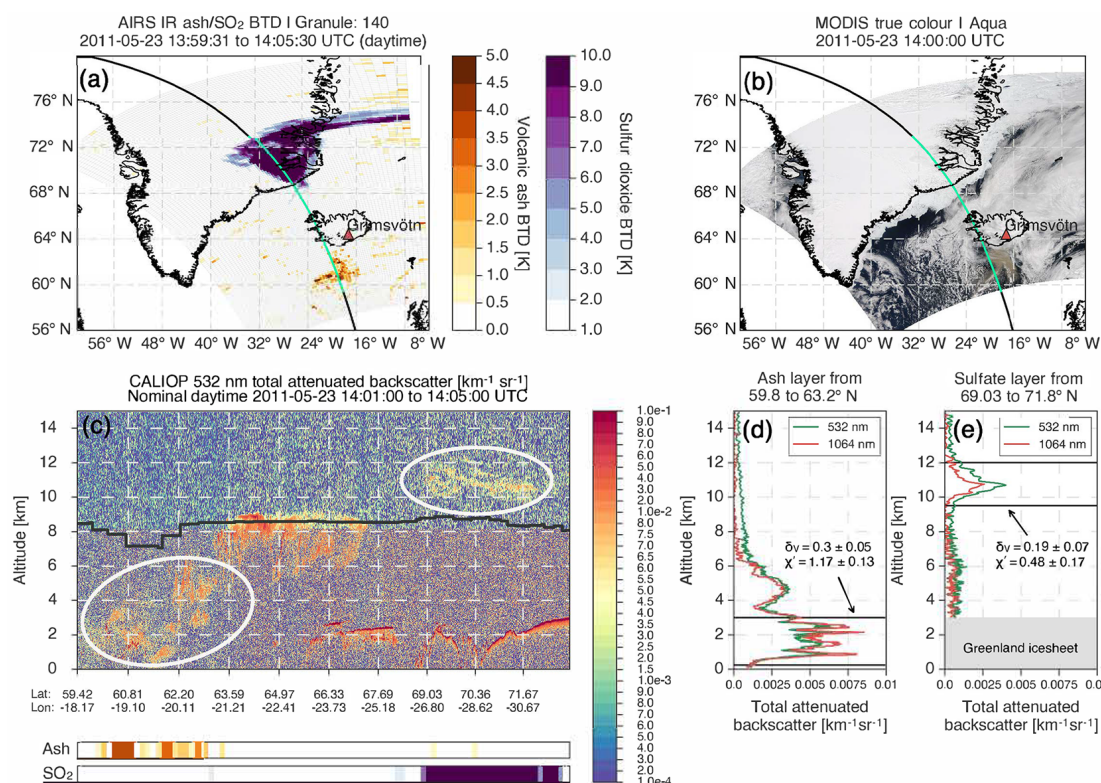 AIRS IR ash/SO₂ BTD I Granule: 140
2011-05-23 13:59:31 to 14:05:30 UTC (daytime)
(a)
76° N
72° N
68° N
64° N
60° N
56° N
56° W 48° W 40° W 32° W 24° W 16° W 8° W
Grímsvötn
5.0
4.5
4.0
3.5
3.0
2.5
2.0
1.5
1.0
0.5
0.0
Volcanic ash BTD [K]
10.0
9.0
8.0
7.0
6.0
5.0
4.0
3.0
2.0
1.0
Sulfur dioxide BTD [K]
MODIS true colour I Aqua
2011-05-23 14:00:00 UTC
(b)
76° N
72° N
68° N
64° N
60° N
56° N
56° W 48° W 40° W 32° W 24° W 16° W 8° W
Grímsvötn
CALIOP 532 nm total attenuated backscatter [km⁻¹ sr⁻¹]
Nominal daytime 2011-05-23 14:01:00 to 14:05:00 UTC
(c)
Altitude [km]
14
12
10
8
6
4
2
0
Lat: 59.42 60.81 62.20 63.59 64.97 66.33 67.69 69.03 70.36 71.67
Lon: -18.17 -19.10 -20.11 -21.21 -22.41 -23.73 -25.18 -26.80 -28.62 -30.67
Ash
SO₂
1.0e-1
9.0
8.0
7.0
6.0
5.0
4.0
3.0
2.0
1.0e-2
8.0
7.0
6.5
6.0
5.5
5.0
4.5
4.0
3.5
3.0
2.5
2.0
1.5
1.0e-3
9.0
8.0
7.0
6.0
5.0
4.0
3.0
2.0
1.0e-4
Ash layer from
59.8 to 63.2° N
(d)
532 nm
1064 nm
Altitude [km]
14
12
10
8
6
4
2
0
δv = 0.3 ± 0.05
χ´ = 1.17 ± 0.13
0.0 0.0025 0.005 0.0075 0.01
Total attenuated
backscatter [km⁻¹sr⁻¹]
Sulfate layer from
69.03 to 71.8° N
(e)
532 nm
1064 nm
Altitude [km]
14
12
10
8
6
4
2
0
δv = 0.19 ± 0.07
χ´ = 0.48 ± 0.17
Greenland icesheet
0.0 0.0025 0.005 0.0075 0.01
Total attenuated
backscatter [km⁻¹sr⁻¹]